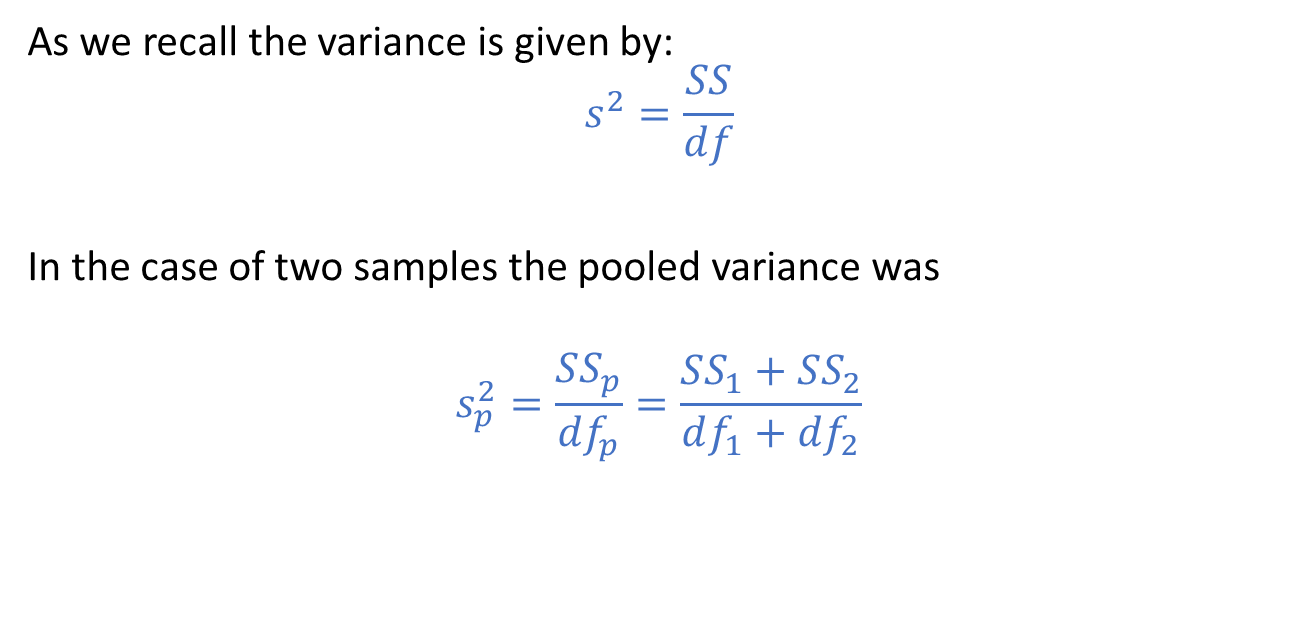 As we recall the variance is given by:
s² = SS / df
In the case of two samples the pooled variance was
s_p² = SS_p / df_p = (SS₁ + SS₂) / (df₁ + df₂)